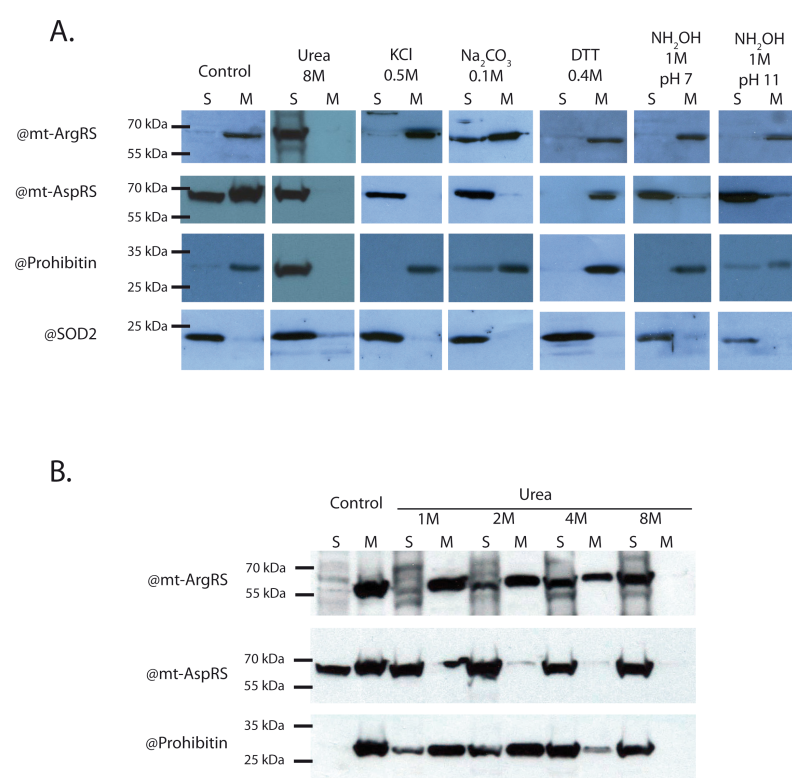 A.
Control
Urea
8M
KCl
0.5M
Na₂CO₃
0.1M
DTT
0.4M
NH₂OH
1M
pH 7
NH₂OH
1M
pH 11
S M S M S M S M S M S M S M
@mt-ArgRS 70 kDa
55 kDa
@mt-AspRS 70 kDa
55 kDa
@Prohibitin 35 kDa
25 kDa
@SOD2 25 kDa
B.
Control Urea
1M 2M 4M 8M
S M S M S M S M S M
@mt-ArgRS 70 kDa
55 kDa
@mt-AspRS 70 kDa
55 kDa
@Prohibitin 35 kDa
25 kDa